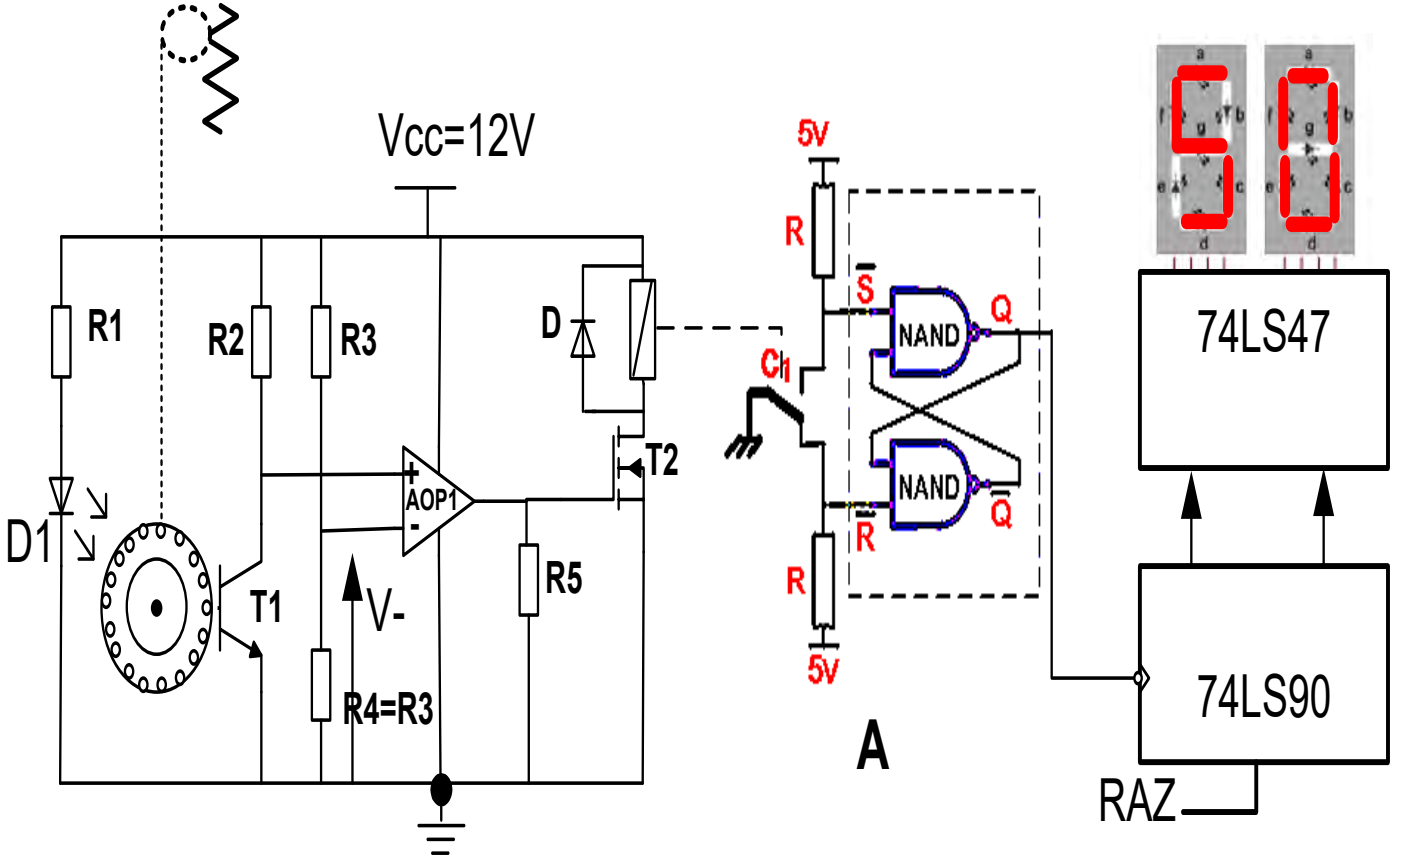 Vcc=12V
R1
R2
R3
D
D1
T1
AOP1
+
-
V-
R4=R3
R5
T2
5V
R
S
NAND
Q
C1
NAND
Q
R
R
5V
A
a
f
b
g
e
c
d
a
f
b
g
e
c
d
74LS47
74LS90
RAZ